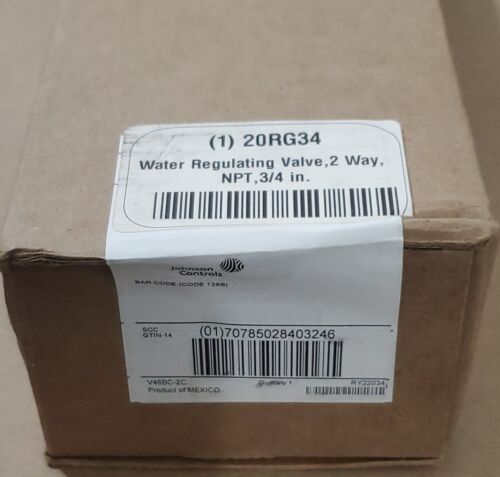 (1) 20RG34
Water Regulating Valve,2 Way,
NPT,3/4 in.
Johnson
Controls
BAR CODE (CODE 128B)
SCC
GTIN-14
(01)70785028403246
V46BC-2C
Quantity 1
RY22034
Product of MEXICO